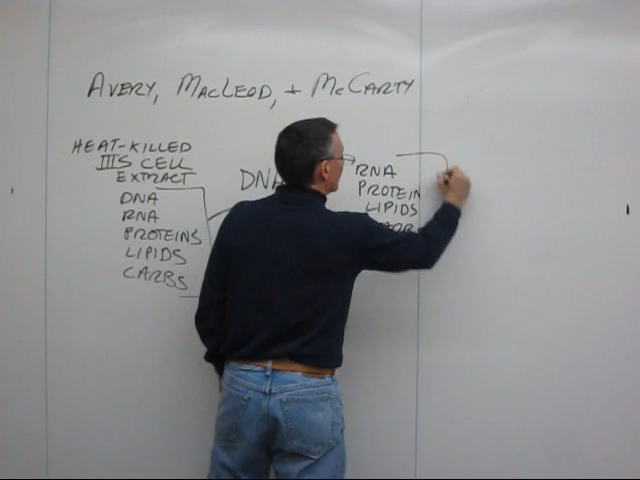 AVERY, MACLEOD, + MCCARTY
HEAT-KILLED
IIIS CELL
EXTRACT
DNA
RNA
PROTEINS
LIPIDS
CARBS
DNA
RNA
PROTEIN
LIPIDS